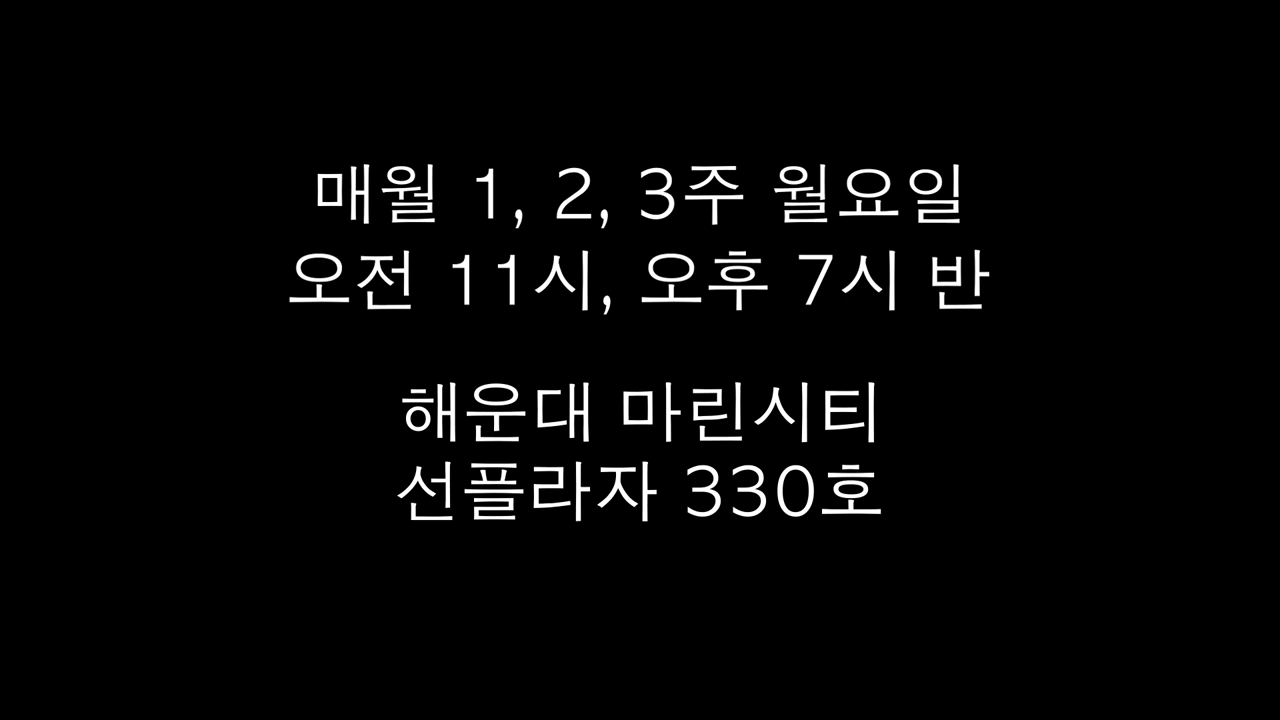 매월 1, 2, 3주 월요일
오전 11시, 오후 7시 반
해운대 마린시티
선플라자 330호